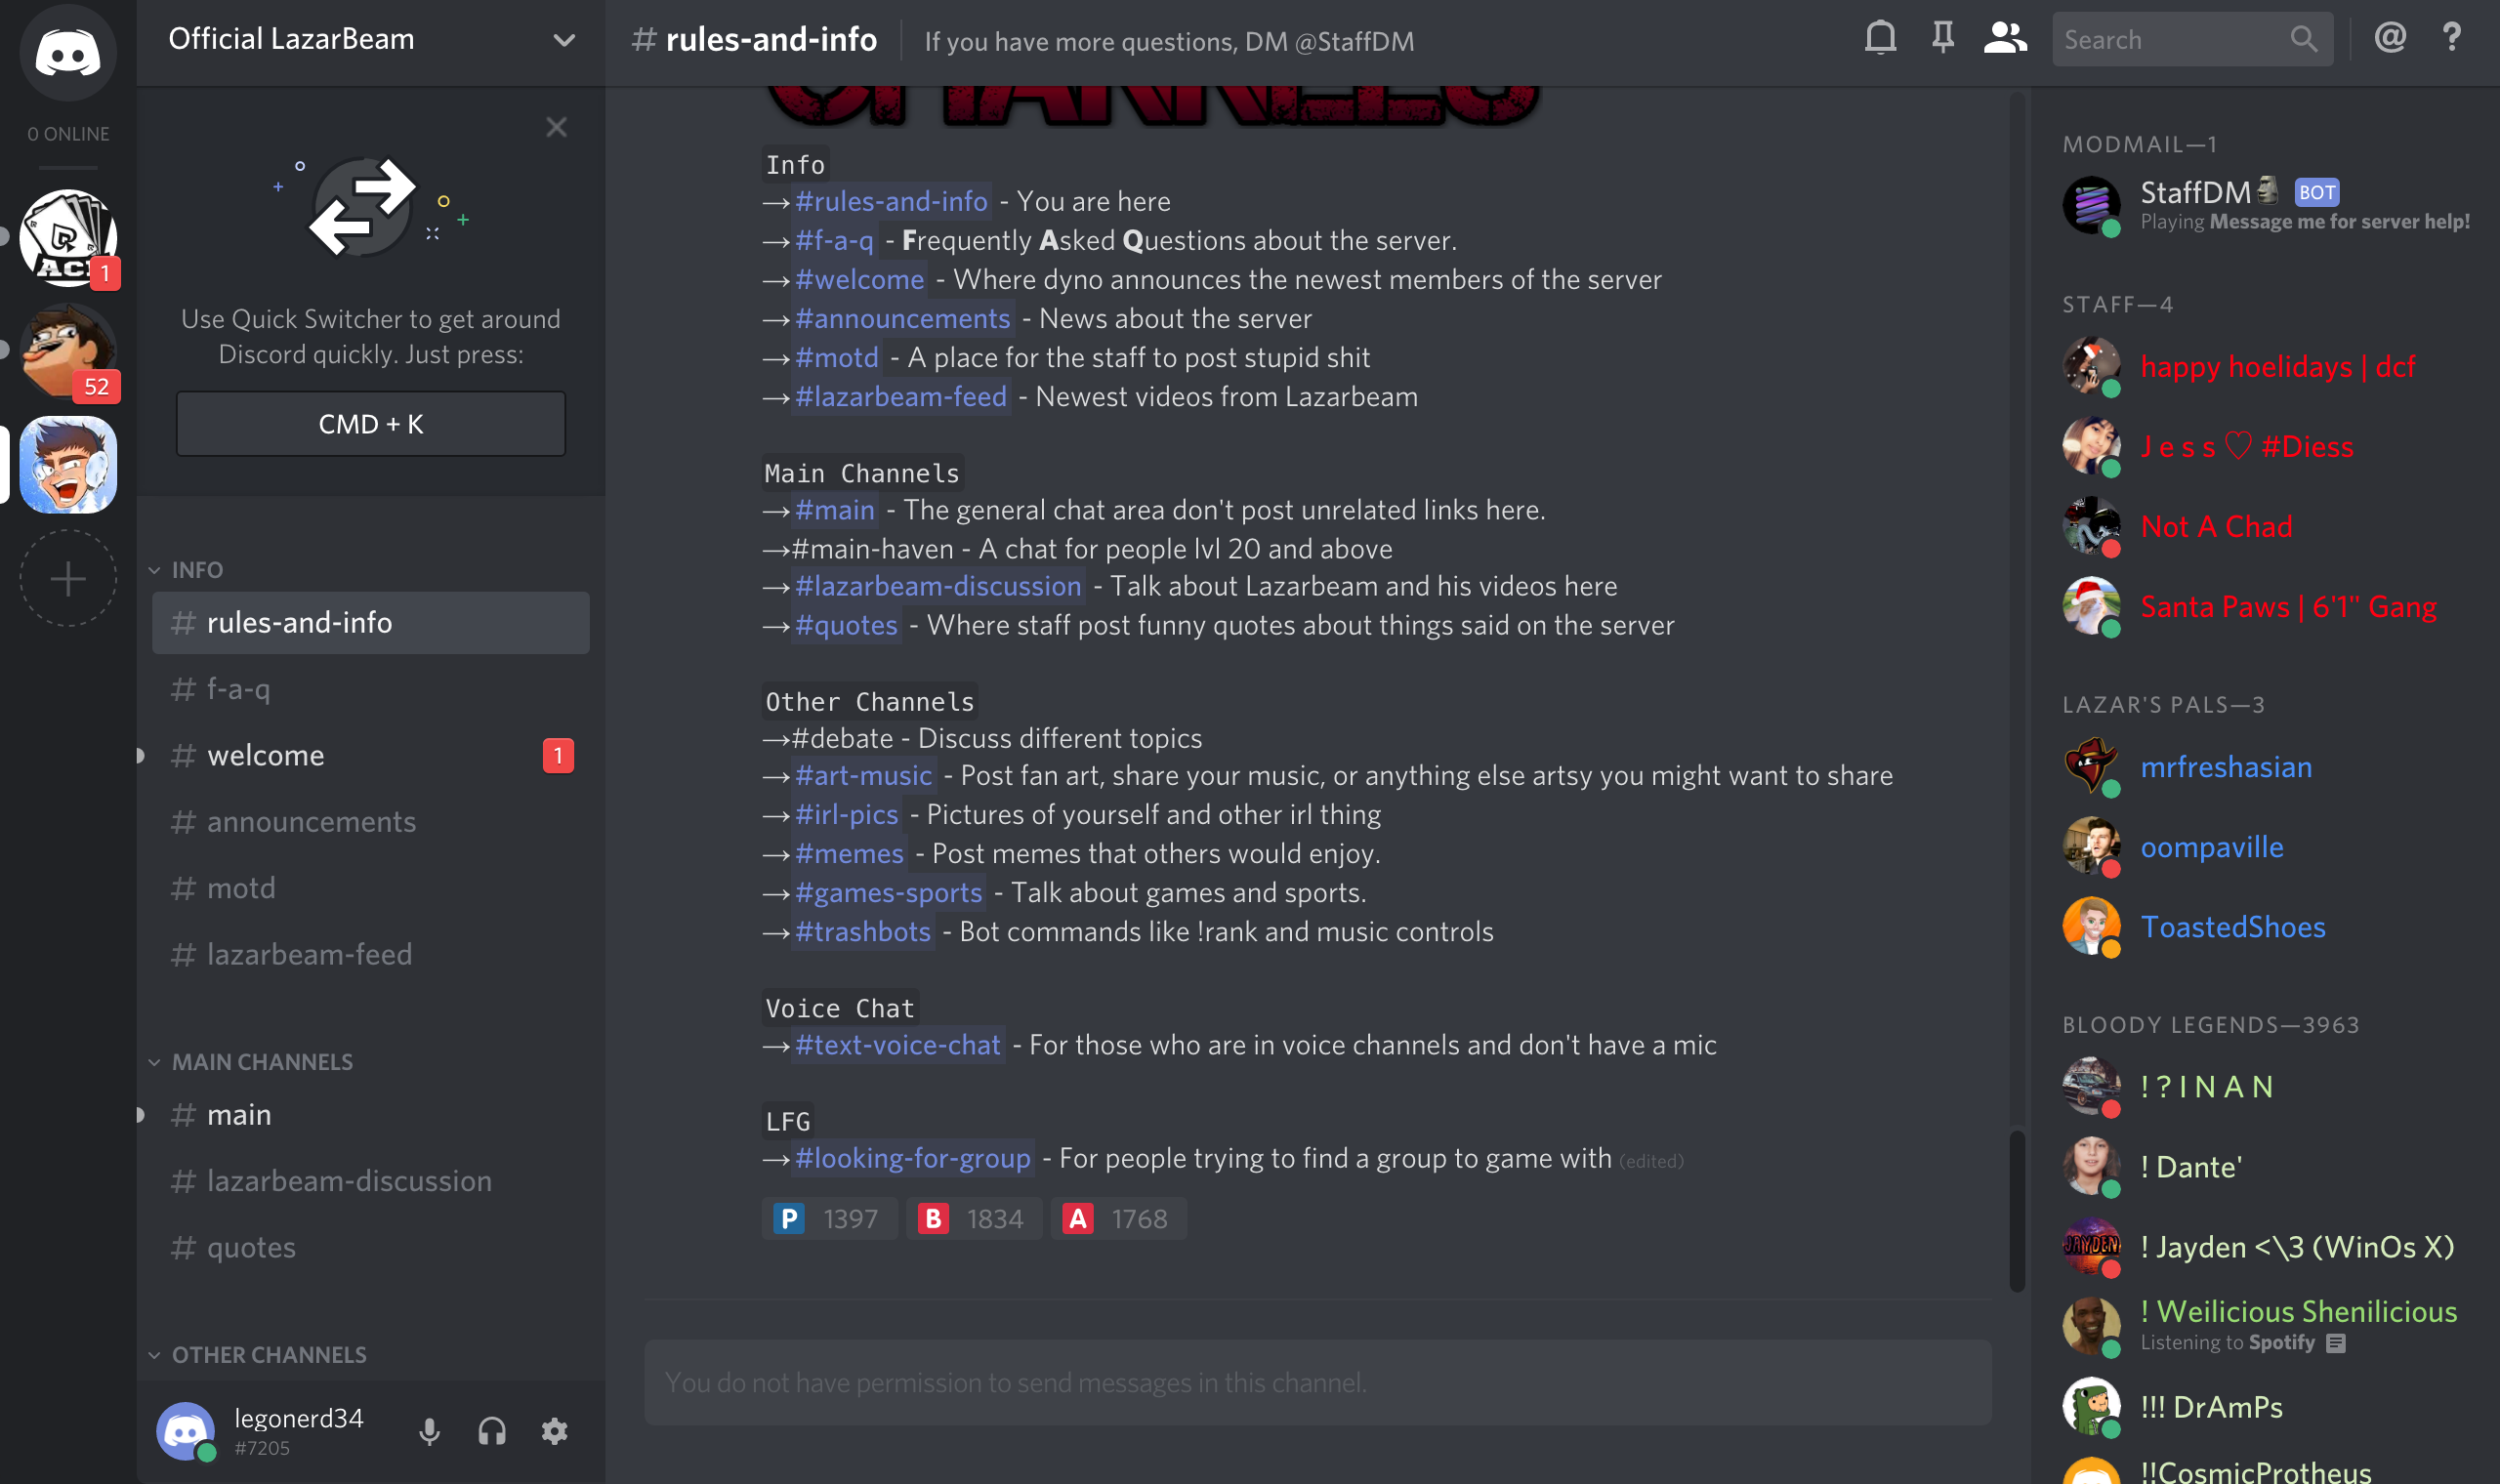 Official LazarBeam
# rules-and-info
If you have more questions, DM @StaffDM
Search
@
?
0 ONLINE
1
52
Use Quick Switcher to get around
Discord quickly. Just press:
CMD + K
INFO
# rules-and-info
# f-a-q
# welcome 1
# announcements
# motd
# lazarbeam-feed
MAIN CHANNELS
# main
# lazarbeam-discussion
# quotes
OTHER CHANNELS
legonerd34
#7205
CHANNELS
Info
→#rules-and-info - You are here
→#f-a-q - Frequently Asked Questions about the server.
→#welcome - Where dyno announces the newest members of the server
→#announcements - News about the server
→#motd - A place for the staff to post stupid shit
→#lazarbeam-feed - Newest videos from Lazarbeam
Main Channels
→#main - The general chat area don't post unrelated links here.
→#main-haven - A chat for people lvl 20 and above
→#lazarbeam-discussion - Talk about Lazarbeam and his videos here
→#quotes - Where staff post funny quotes about things said on the server
Other Channels
→#debate - Discuss different topics
→#art-music - Post fan art, share your music, or anything else artsy you might want to share
→#irl-pics - Pictures of yourself and other irl thing
→#memes - Post memes that others would enjoy.
→#games-sports - Talk about games and sports.
→#trashbots - Bot commands like !rank and music controls
Voice Chat
→#text-voice-chat - For those who are in voice channels and don't have a mic
LFG
→#looking-for-group - For people trying to find a group to game with (edited)
P 1397 B 1834 A 1768
You do not have permission to send messages in this channel.
MODMAIL—1
StaffDM🗿 BOT
Playing Message me for server help!
STAFF—4
happy hoelidays | dcf
J e s s ♡ #Diess
Not A Chad
Santa Paws | 6'1" Gang
LAZAR'S PALS—3
mrfreshasian
oompaville
ToastedShoes
BLOODY LEGENDS—3963
! ? I N A N
! Dante'
! Jayden <\3 (WinOs X)
! Weilicious Shenilicious
Listening to Spotify
!!! DrAmPs
!!CosmicProtheus